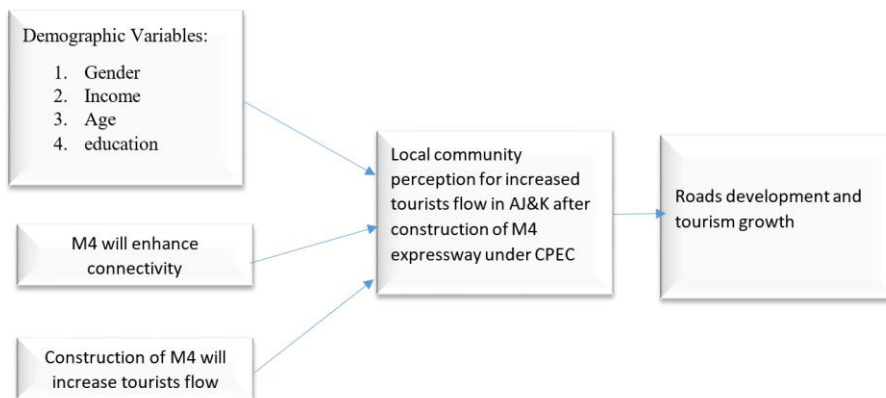 Demographic Variables:
1. Gender
2. Income
3. Age
4. education
M4 will enhance
connectivity
Construction of M4 will
increase tourists flow
Local community
perception for increased
tourists flow in AJ&K after
construction of M4
expressway under CPEC
Roads development and
tourism growth